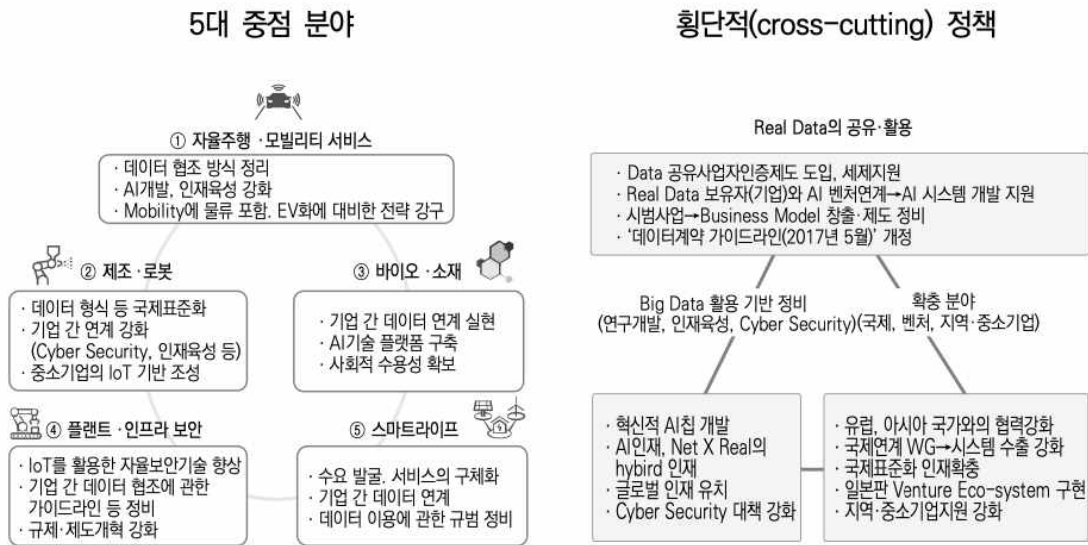 5대 중점 분야
① 자율주행 ·모빌리티 서비스
· 데이터 협조 방식 정리
· AI개발, 인재육성 강화
· Mobility에 물류 포함. EV화에 대비한 전략 강구
② 제조 ·로봇
· 데이터 형식 등 국제표준화
· 기업 간 연계 강화
(Cyber Security, 인재육성 등)
· 중소기업의 IoT 기반 조성
③ 바이오 ·소재
· 기업 간 데이터 연계 실현
· AI기술 플랫폼 구축
· 사회적 수용성 확보
④ 플랜트 ·인프라 보안
· IoT를 활용한 자율보안기술 향상
· 기업 간 데이터 협조에 관한
가이드라인 등 정비
· 규제·제도개혁 강화
⑤ 스마트라이프
· 수요 발굴. 서비스의 구체화
· 기업 간 데이터 연계
· 데이터 이용에 관한 규범 정비
횡단적(cross-cutting) 정책
Real Data의 공유·활용
· Data 공유사업자인증제도 도입, 세제지원
· Real Data 보유자(기업)와 AI 벤처연계→AI 시스템 개발 지원
· 시범사업→Business Model 창출·제도 정비
· ‘데이터계약 가이드라인(2017년 5월)’ 개정
Big Data 활용 기반 정비
(연구개발, 인재육성, Cyber Security)
확충 분야
(국제, 벤처, 지역·중소기업)
· 혁신적 AI칩 개발
· AI인재, Net X Real의
hybird 인재
· 글로벌 인재 유치
· Cyber Security 대책 강화
· 유럽, 아시아 국가와의 협력강화
· 국제연계 WG→시스템 수출 강화
· 국제표준화 인재확충
· 일본판 Venture Eco-system 구현
· 지역·중소기업지원 강화